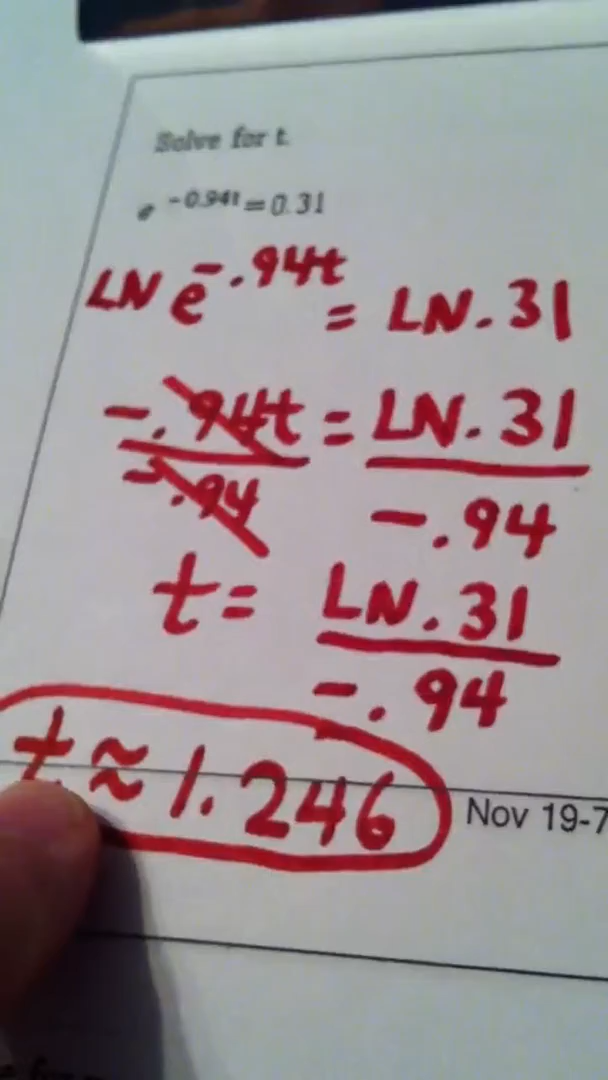 Solve for t.
e^-0.94t = 0.31
LN e^-.94t = LN .31
-.94t = LN .31
-.94 -.94
t = LN .31
-.94
t ≈ 1.246
Nov 19-7